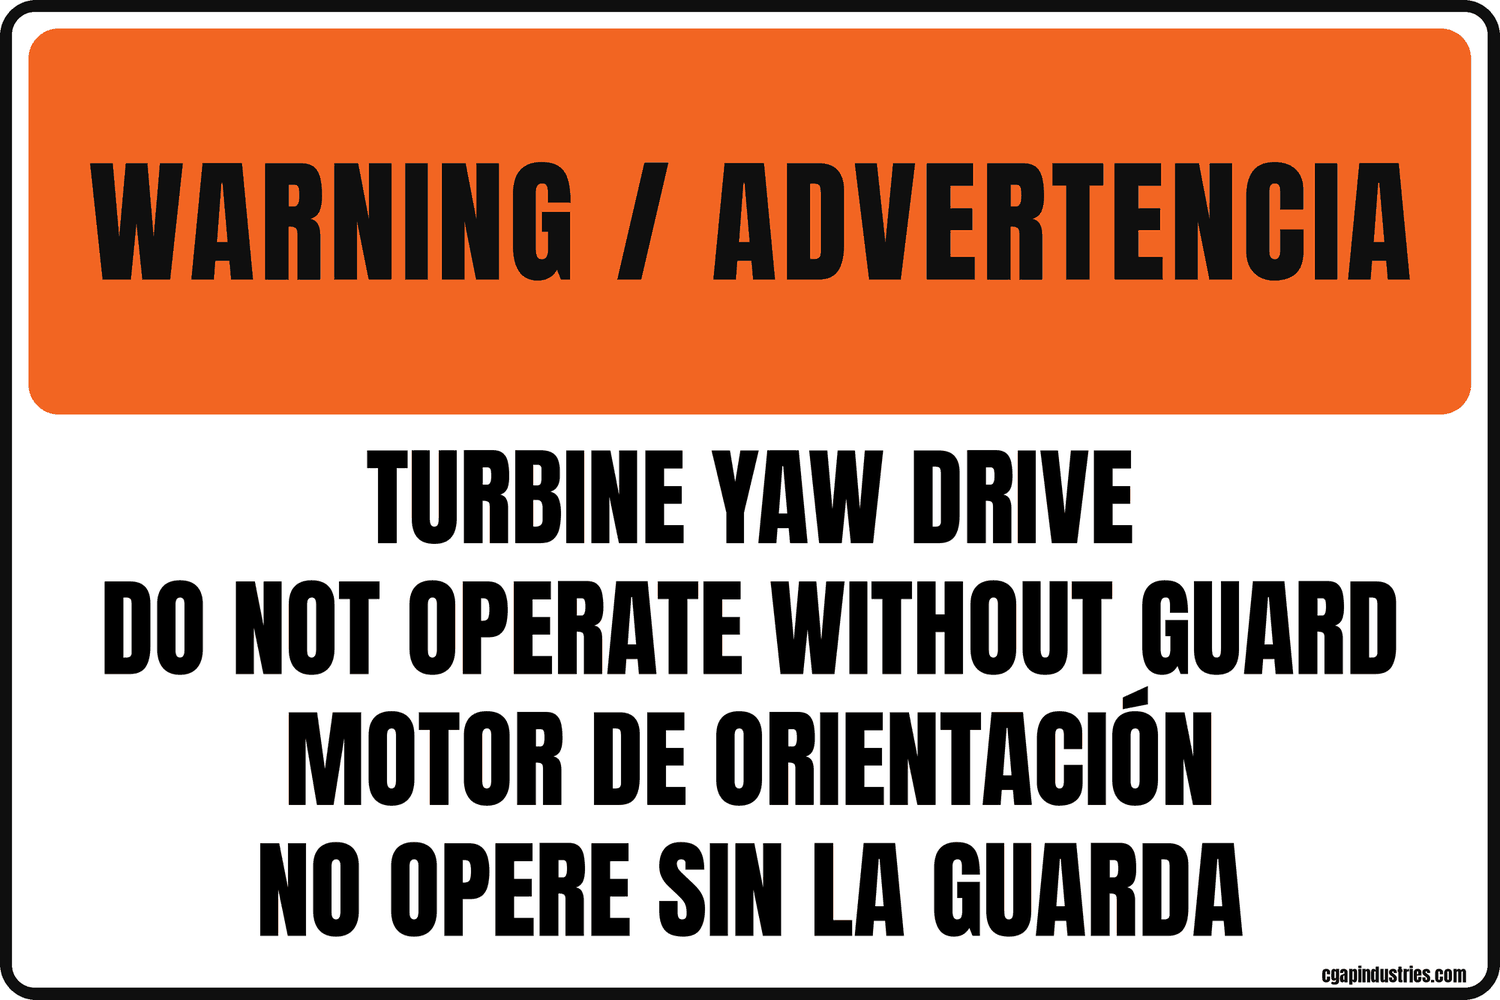 WARNING / ADVERTENCIA
TURBINE YAW DRIVE
DO NOT OPERATE WITHOUT GUARD
MOTOR DE ORIENTACIÓN
NO OPERE SIN LA GUARDA
cgapindustries.com